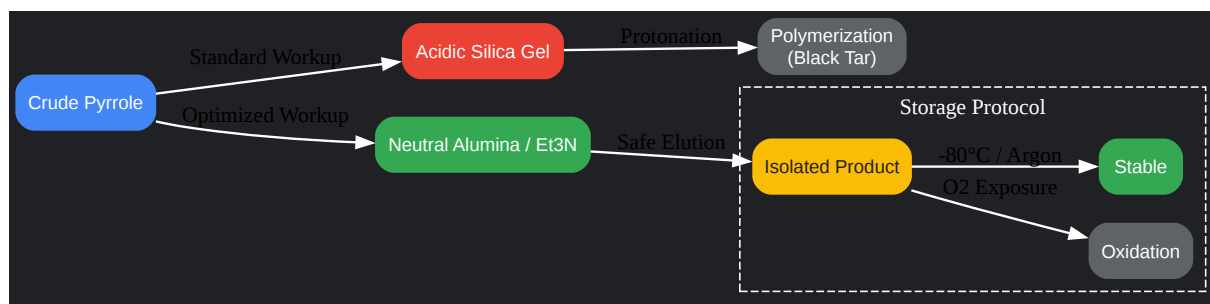 Crude Pyrrole
Standard Workup
Acidic Silica Gel
Protonation
Polymerization
(Black Tar)
Optimized Workup
Neutral Alumina / Et3N
Safe Elution
Storage Protocol
Isolated Product
-80°C / Argon
Stable
O2 Exposure
Oxidation